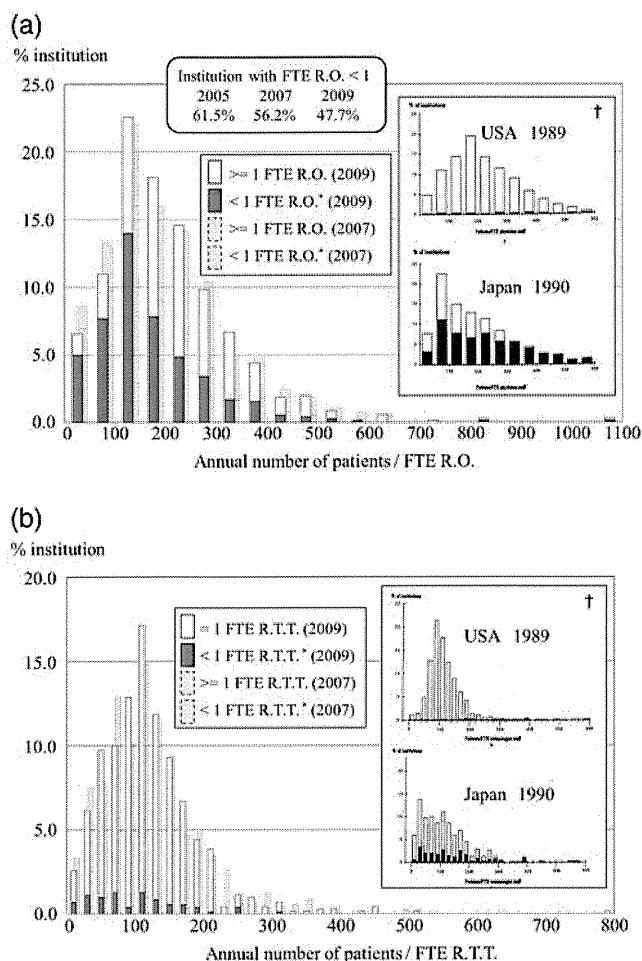 (a)
% institution
25.0
20.0
15.0
10.0
5.0
0.0
Institution with FTE R.O. < 1
2005 2007 2009
61.5% 56.2% 47.7%
>= 1 FTE R.O. (2009)
< 1 FTE R.O.* (2009)
>= 1 FTE R.O. (2007)
< 1 FTE R.O.* (2007)
†
USA 1989
Japan 1990
0 100 200 300 400 500 600 700 800 900 1000 1100
Annual number of patients / FTE R.O.
(b)
% institution
20.0
15.0
10.0
5.0
0.0
= 1 FTE R.T.T. (2009)
< 1 FTE R.T.T.* (2009)
>= 1 FTE R.T.T. (2007)
< 1 FTE R.T.T.* (2007)
†
USA 1989
Japan 1990
0 100 200 300 400 500 600 700 800
Annual number of patients / FTE R.T.T.